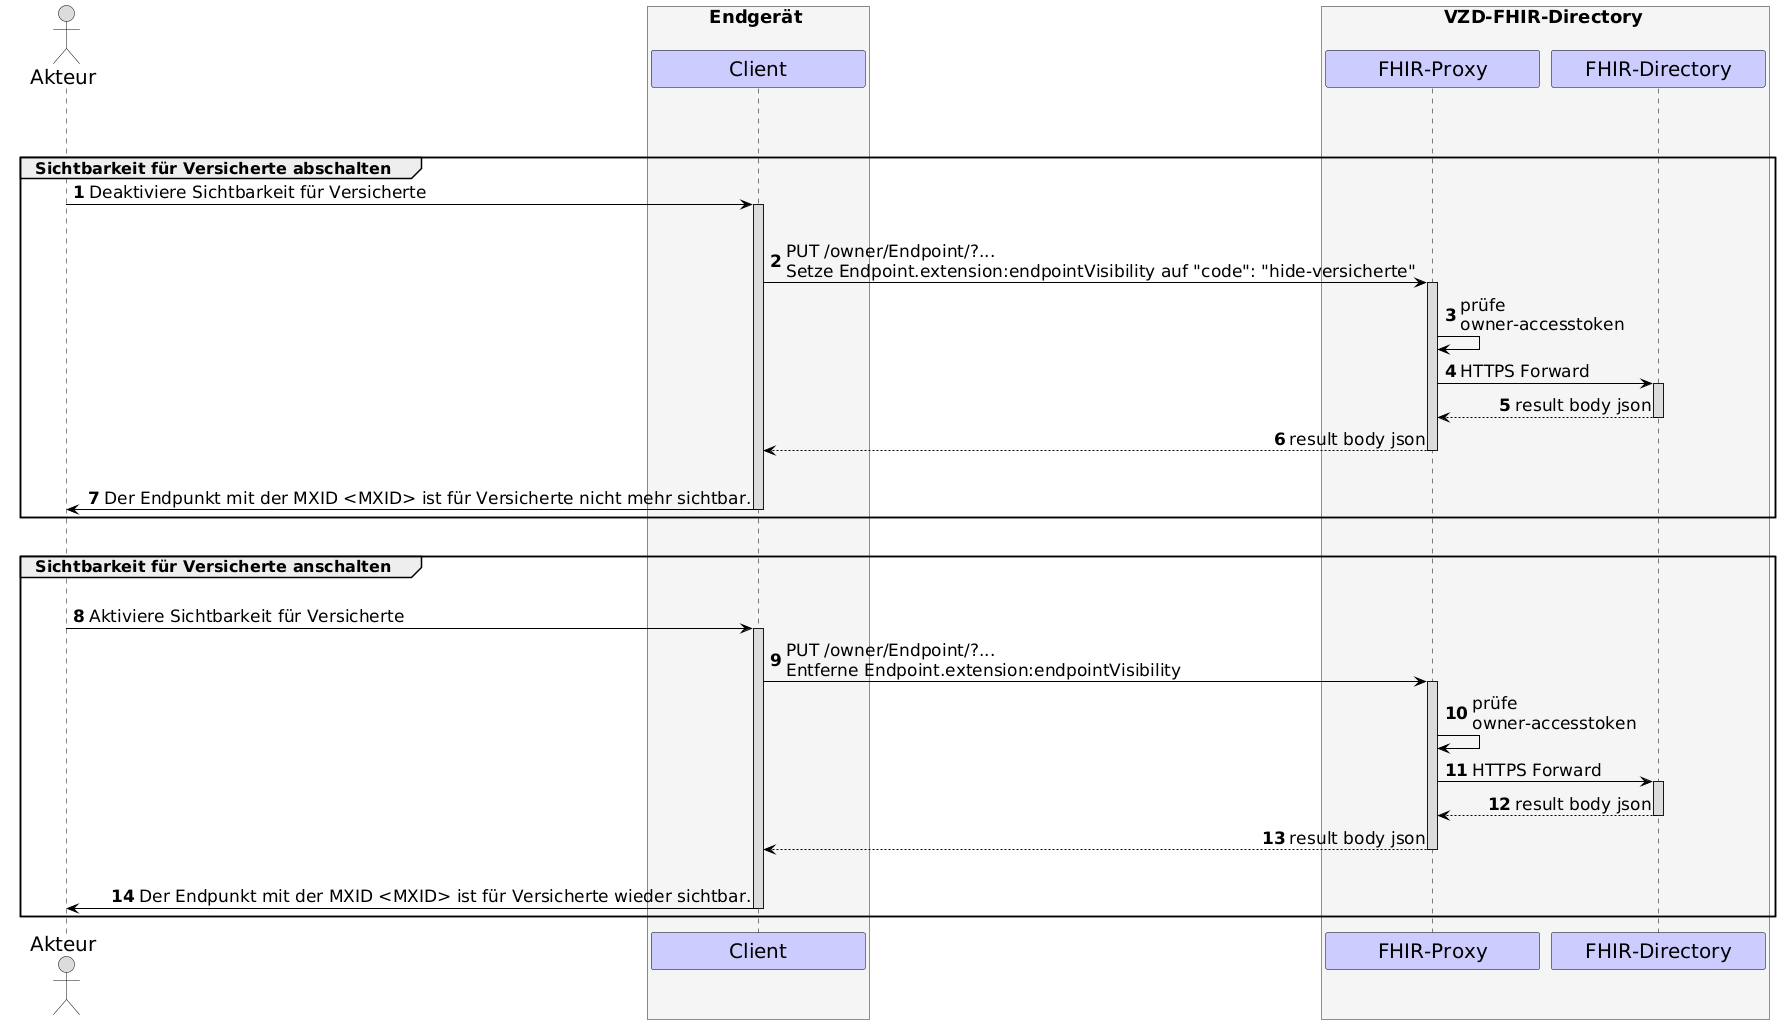 Endgerät
VZD-FHIR-Directory
Akteur
Client
FHIR-Proxy
FHIR-Directory
Sichtbarkeit für Versicherte abschalten
1 Deaktiviere Sichtbarkeit für Versicherte
2 PUT /owner/Endpoint/?...
Setze Endpoint.extension:endpointVisibility auf "code": "hide-versicherte"
3 prüfe
owner-accesstoken
4 HTTPS Forward
5 result body json
6 result body json
7 Der Endpunkt mit der MXID <MXID> ist für Versicherte nicht mehr sichtbar.
Sichtbarkeit für Versicherte anschalten
8 Aktiviere Sichtbarkeit für Versicherte
9 PUT /owner/Endpoint/?...
Entferne Endpoint.extension:endpointVisibility
10 prüfe
owner-accesstoken
11 HTTPS Forward
12 result body json
13 result body json
14 Der Endpunkt mit der MXID <MXID> ist für Versicherte wieder sichtbar.
Akteur
Client
FHIR-Proxy
FHIR-Directory